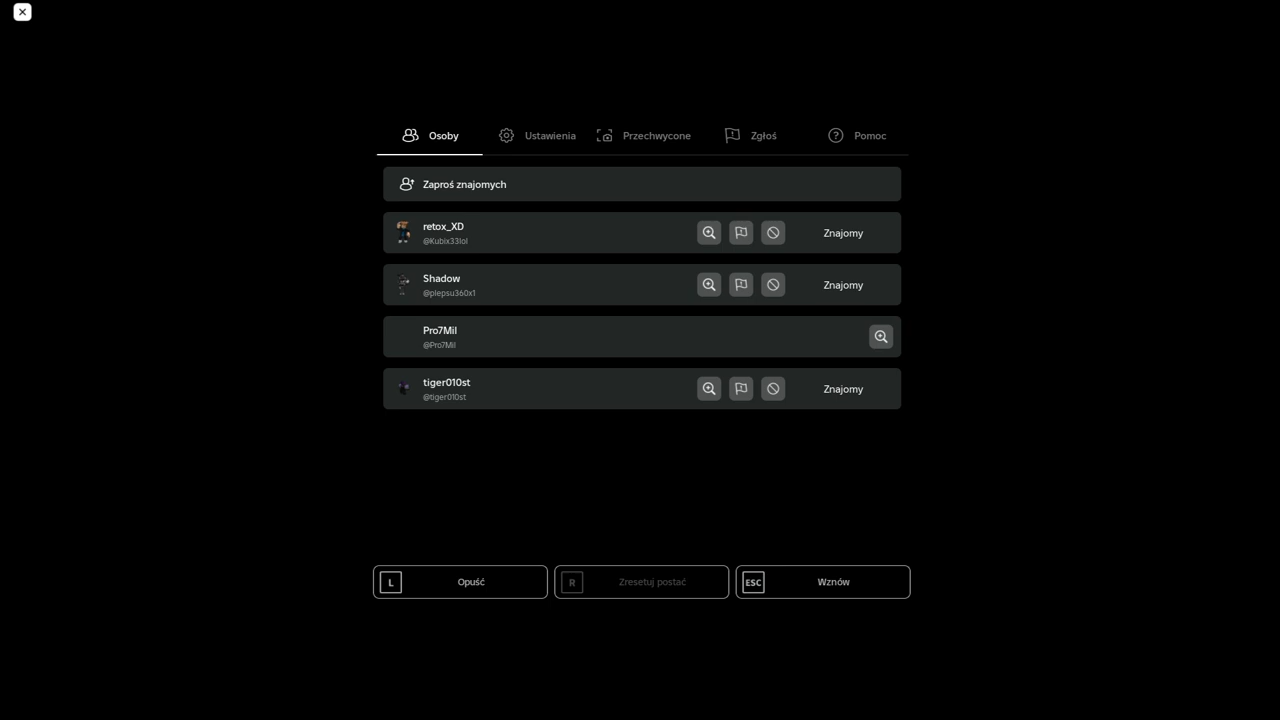 Osoby
Ustawienia
Przechwycone
Zgłoś
Pomoc
Zaproś znajomych
retox_XD
@Kubix33lol
Znajomy
Shadow
@plepsu360x1
Znajomy
Pro7Mil
@Pro7Mil
tiger010st
@tiger010st
Znajomy
L Opuść
R Zresetuj postać
ESC Wznów